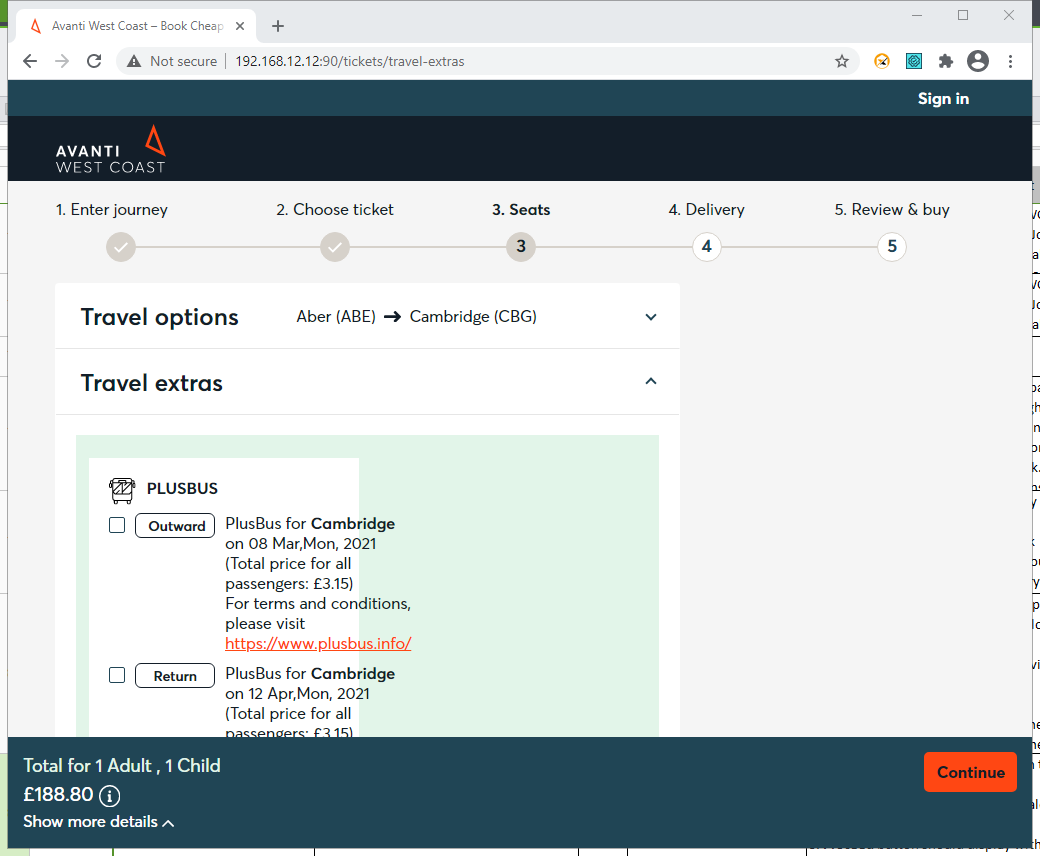 Avanti West Coast – Book Cheap
Not secure 192.168.12.12:90/tickets/travel-extras
Sign in
AVANTI
WEST COAST
1. Enter journey 2. Choose ticket 3. Seats 4. Delivery 5. Review & buy
3 4 5
Travel options Aber (ABE) → Cambridge (CBG)
Travel extras
PLUSBUS
Outward PlusBus for Cambridge
on 08 Mar,Mon, 2021
(Total price for all
passengers: £3.15)
For terms and conditions,
please visit
https://www.plusbus.info/
Return PlusBus for Cambridge
on 12 Apr,Mon, 2021
(Total price for all
passengers: £3.15)
Total for 1 Adult , 1 Child
£188.80
Show more details
Continue